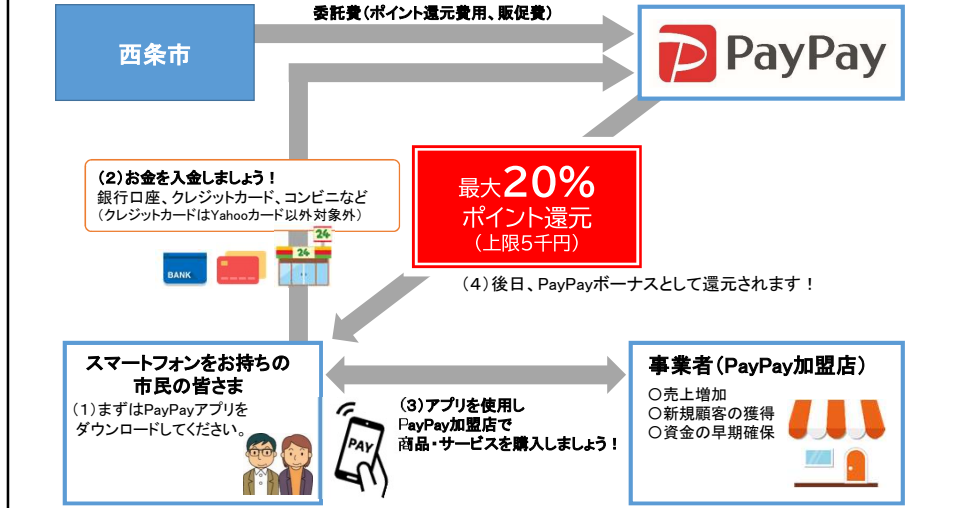 委託費(ポイント還元費用、販促費)
西条市
PayPay
(2)お金を入金しましょう!
銀行口座、クレジットカード、コンビニなど
(クレジットカードはYahooカード以外対象外)
24
24
BANK
最大20%
ポイント還元
(上限5千円)
(4)後日、PayPayボーナスとして還元されます!
スマートフォンをお持ちの
市民の皆さま
(1)まずはPayPayアプリを
ダウンロードしてください。
PAY
(3)アプリを使用し
PayPay加盟店で
商品・サービスを購入しましょう!
事業者(PayPay加盟店)
○売上増加
○新規顧客の獲得
○資金の早期確保